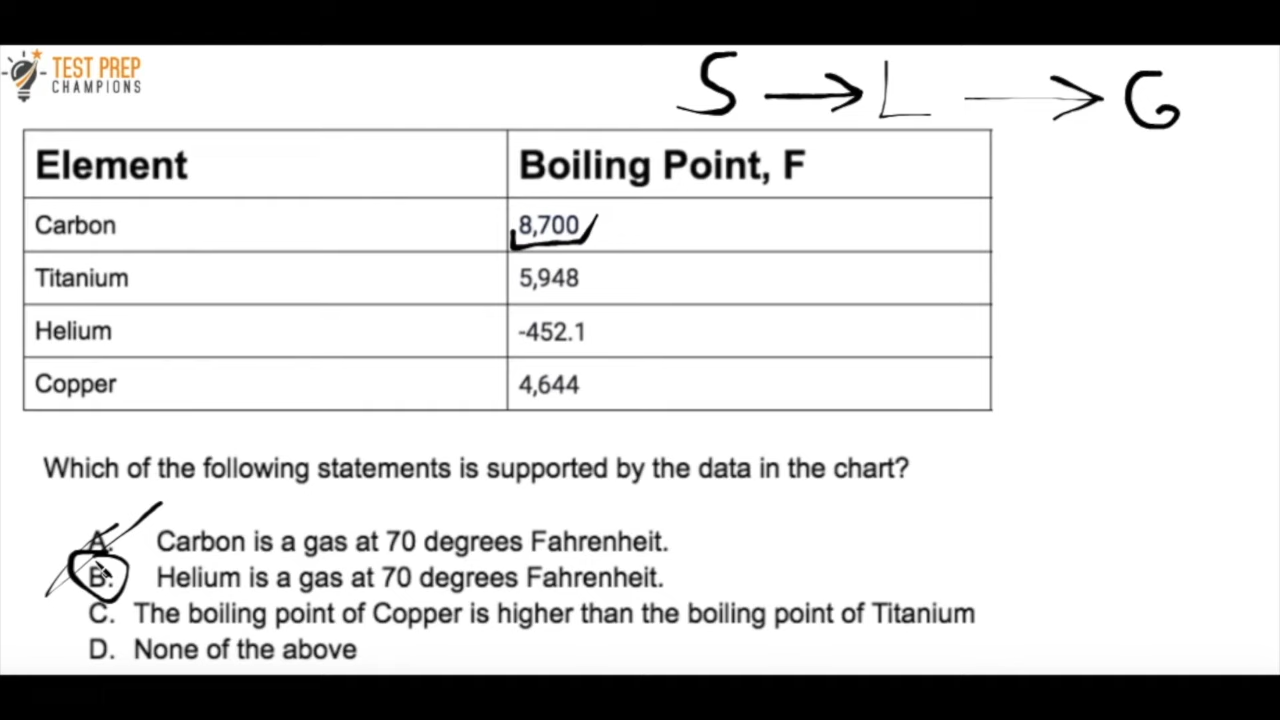 TEST PREP
CHAMPIONS
S → L → G
Element Boiling Point, F
Carbon 8,700
Titanium 5,948
Helium -452.1
Copper 4,644
Which of the following statements is supported by the data in the chart?
A. Carbon is a gas at 70 degrees Fahrenheit.
B. Helium is a gas at 70 degrees Fahrenheit.
C. The boiling point of Copper is higher than the boiling point of Titanium
D. None of the above